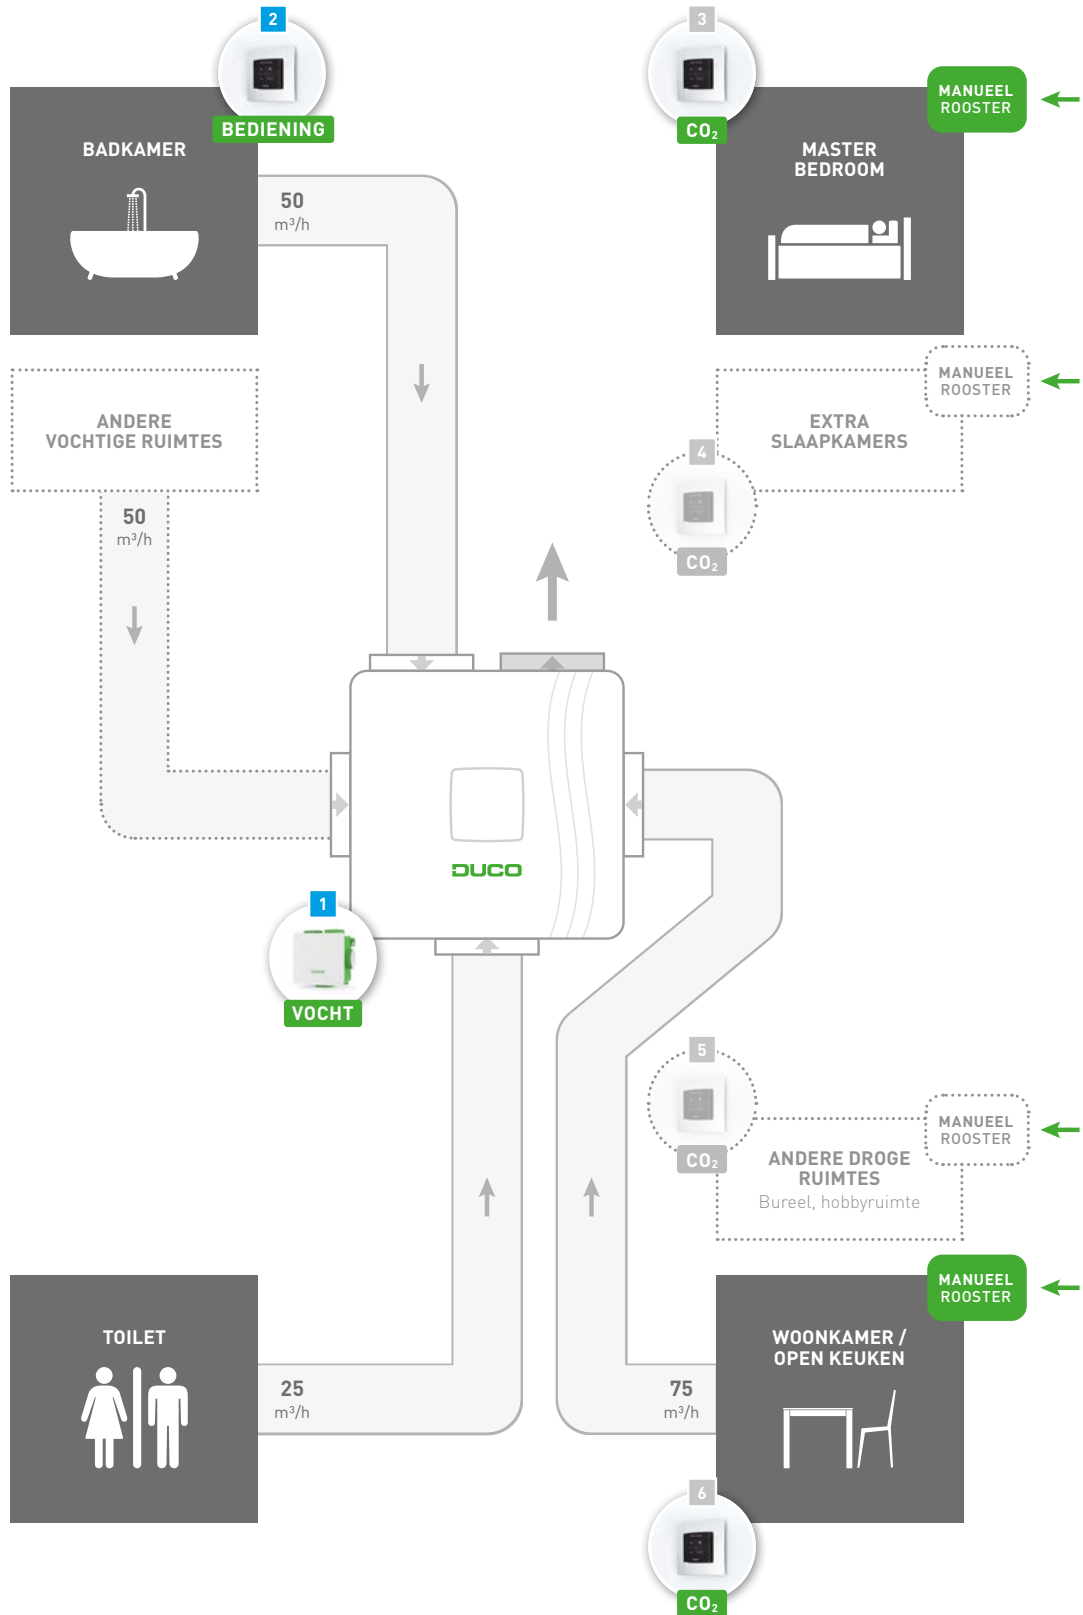 2
BEDIENING
BADKAMER
50
m³/h
3
CO₂
MANUEEL
ROOSTER
MASTER
BEDROOM
ANDERE
VOCHTIGE RUIMTES
50
m³/h
MANUEEL
ROOSTER
EXTRA
SLAAPKAMERS
4
CO₂
DUCO
1
VOCHT
5
CO₂
MANUEEL
ROOSTER
ANDERE DROGE
RUIMTES
Bureel, hobbyruimte
TOILET
25
m³/h
75
m³/h
MANUEEL
ROOSTER
WOONKAMER /
OPEN KEUKEN
6
CO₂